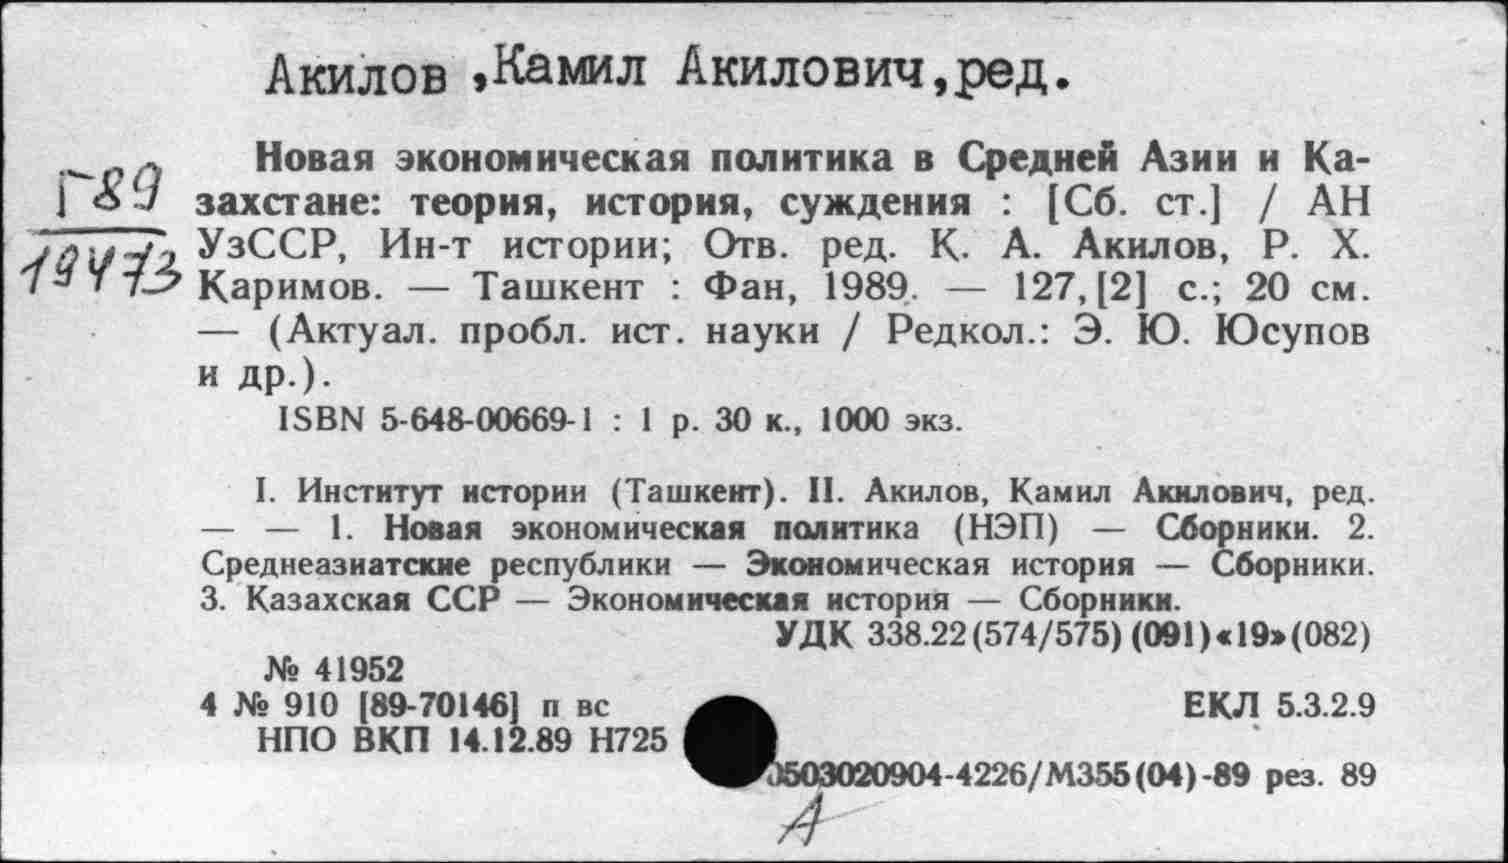 Акилов ,Камил Акилович,ред.
Г89
19473
Новая экономическая политика в Средней Азии и Ка-
захстане: теория, история, суждения : [Сб. ст.] / АН
УзССР, Ин-т истории; Отв. ред. К. А. Акилов, Р. Х.
Каримов. — Ташкент : Фан, 1989. — 127,[2] с.; 20 см.
— (Актуал. пробл. ист. науки / Редкол.: Э. Ю. Юсупов
и др.).
ISBN 5-648-00669-1 : 1 р. 30 к., 1000 экз.
I. Институт истории (Ташкент). II. Акилов, Камил Акилович, ред.
— — 1. Новая экономическая политика (НЭП) — Сборники. 2.
Среднеазиатские республики — Экономическая история — Сборники.
3. Казахская ССР — Экономическая история — Сборники.
УДК 338.22(574/575)(091)«19»(082)
№ 41952
4 № 910 [89-70146] п вс
ЕКЛ 5.3.2.9
НПО ВКП 14.12.89 Н725
0503020904-4226/М355(04)-89 рез. 89
А